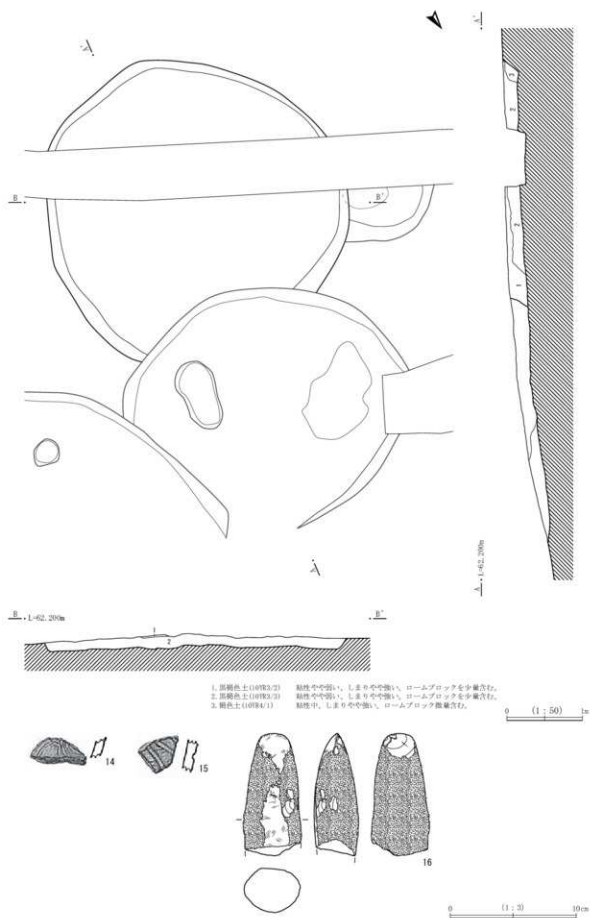 A'
A'
3
2
B
B'
2
1
A
A L=62.200m
B L=62.200m
B'
1
2
1. 黒褐色土(10YR3/2) 粘性やや弱い、しまりやや強い、ロームブロックを少量含む。
2. 黒褐色土(10YR3/3) 粘性やや弱い、しまりやや強い、ロームブロックを少量含む。
3. 褐色土(10YR4/1) 粘性中、しまりやや強い、ロームブロック微量含む。
0 (1:50) 1m
14
15
16
0 (1:3) 10cm